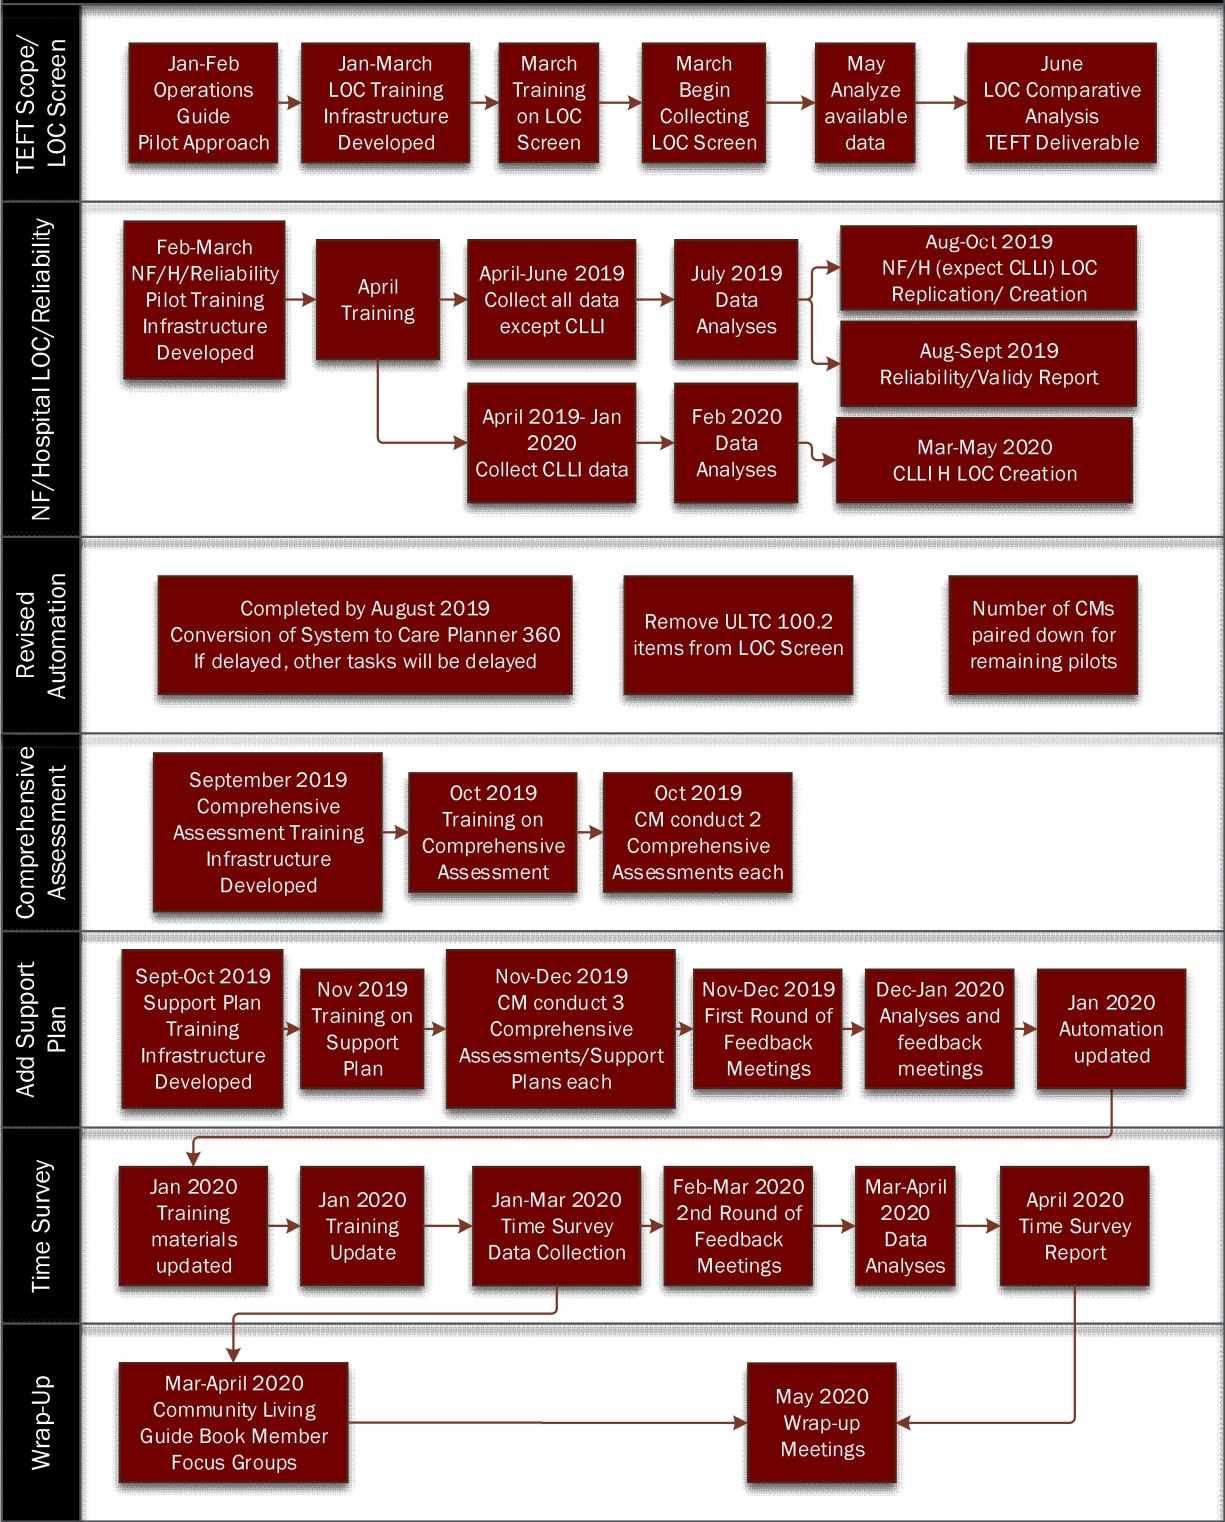 TEFT Scope/
LOC Screen
Jan-Feb
Operations
Guide
Pilot Approach
Jan-March
LOC Training
Infrastructure
Developed
March
Training
on LOC
Screen
March
Begin
Collecting
LOC Screen
May
Analyze
available
data
June
LOC Comparative
Analysis
TEFT Deliverable
NF/Hospital LOC/Reliability
Feb-March
NF/H/Reliability
Pilot Training
Infrastructure
Developed
April
Training
April-June 2019
Collect all data
except CLLI
July 2019
Data
Analyses
Aug-Oct 2019
NF/H (expect CLLI) LOC
Replication/ Creation
Aug-Sept 2019
Reliability/Validy Report
April 2019- Jan
2020
Collect CLLI data
Feb 2020
Data
Analyses
Mar-May 2020
CLLI H LOC Creation
Revised
Automation
Completed by August 2019
Conversion of System to Care Planner 360
If delayed, other tasks will be delayed
Remove ULTC 100.2
items from LOC Screen
Number of CMs
paired down for
remaining pilots
Comprehensive
Assessment
September 2019
Comprehensive
Assessment Training
Infrastructure
Developed
Oct 2019
Training on
Comprehensive
Assessment
Oct 2019
CM conduct 2
Comprehensive
Assessments each
Add Support
Plan
Sept-Oct 2019
Support Plan
Training
Infrastructure
Developed
Nov 2019
Training on
Support
Plan
Nov-Dec 2019
CM conduct 3
Comprehensive
Assessments/Support
Plans each
Nov-Dec 2019
First Round of
Feedback
Meetings
Dec-Jan 2020
Analyses and
feedback
meetings
Jan 2020
Automation
updated
Time Survey
Jan 2020
Training
materials
updated
Jan 2020
Training
Update
Jan-Mar 2020
Time Survey
Data Collection
Feb-Mar 2020
2nd Round of
Feedback
Meetings
Mar-April
2020
Data
Analyses
April 2020
Time Survey
Report
Wrap-Up
Mar-April 2020
Community Living
Guide Book Member
Focus Groups
May 2020
Wrap-up
Meetings